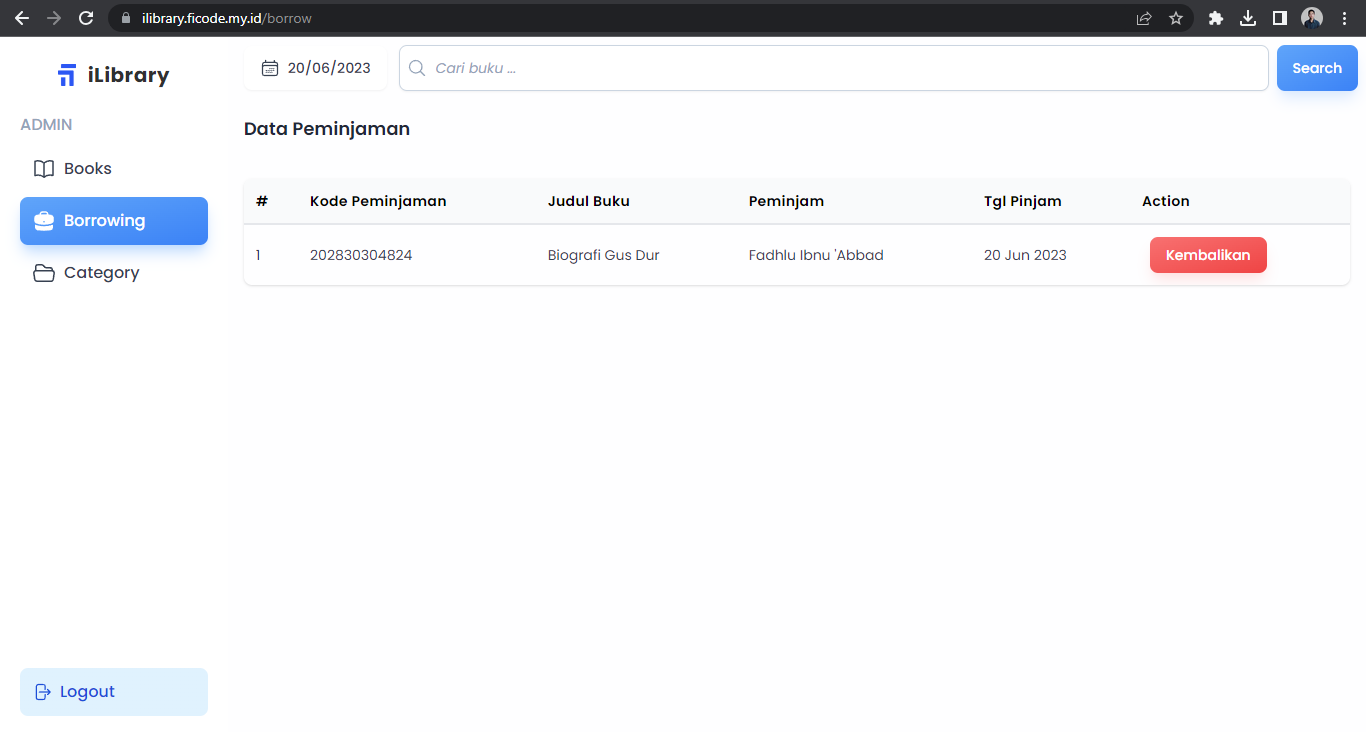 ilibrary.ficode.my.id/borrow
iLibrary
20/06/2023
Cari buku ...
Search
ADMIN
Books
Borrowing
Category
Data Peminjaman
# Kode Peminjaman Judul Buku Peminjam Tgl Pinjam Action
1 202830304824 Biografi Gus Dur Fadhlu Ibnu 'Abbad 20 Jun 2023 Kembalikan
Logout